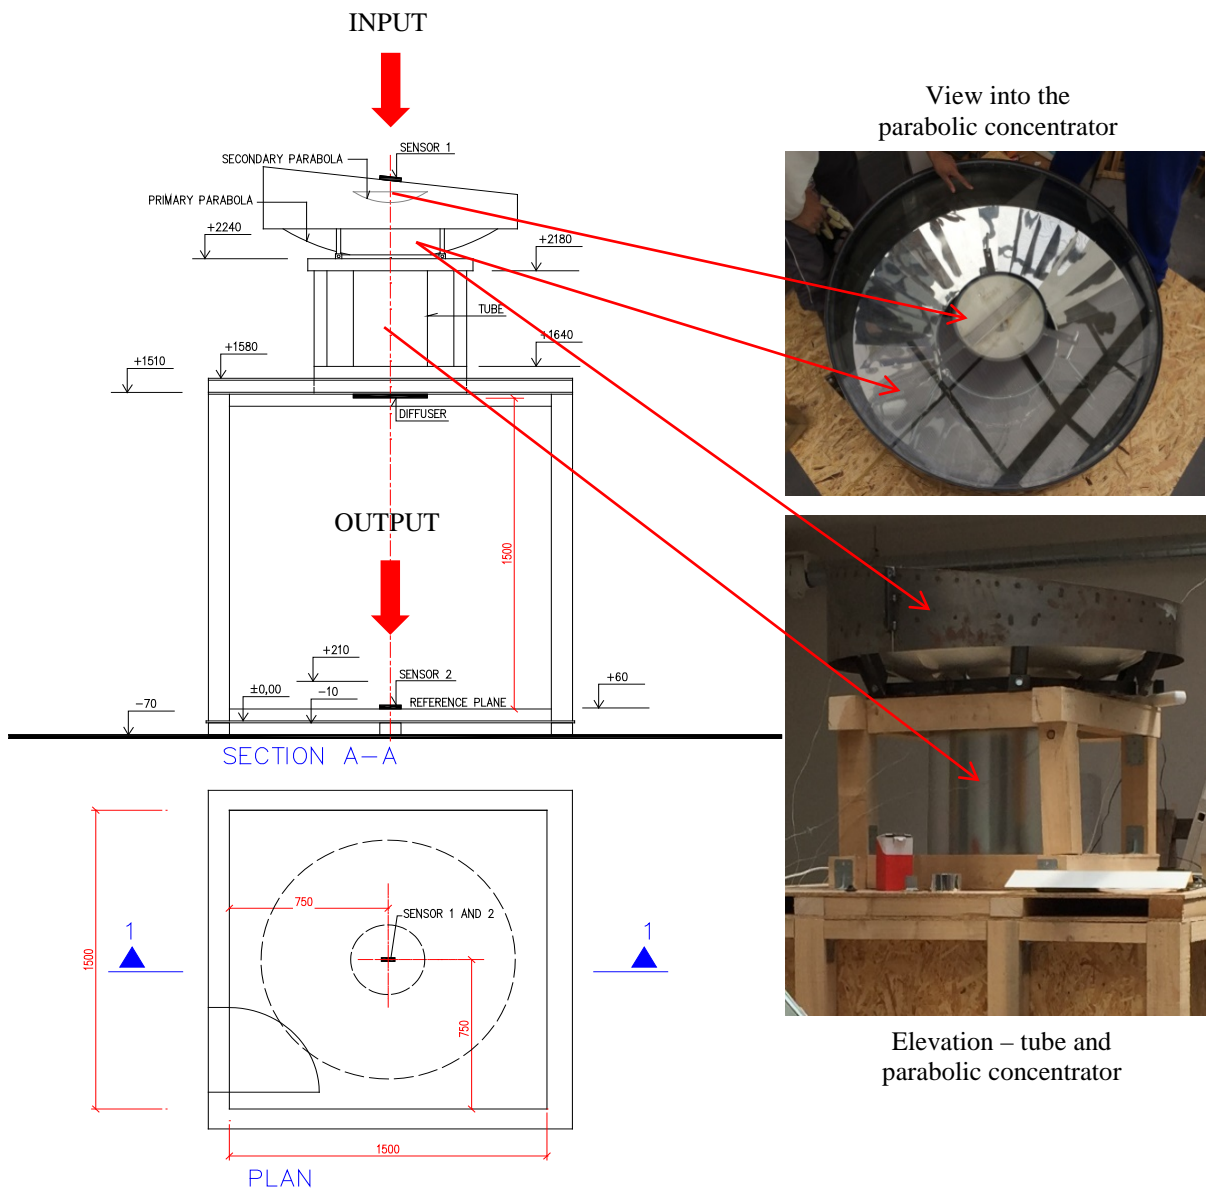 INPUT
View into the
parabolic concentrator
SENSOR 1
SECONDARY PARABOLA
PRIMARY PARABOLA
+2240
+2180
TUBE
+1640
+1580
+1510
DIFFUSER
OUTPUT
1500
+210
SENSOR 2
±0,00
-10
REFERENCE PLANE
+60
-70
SECTION A-A
750
SENSOR 1 AND 2
1
1
1500
750
1500
PLAN
Elevation – tube and
parabolic concentrator